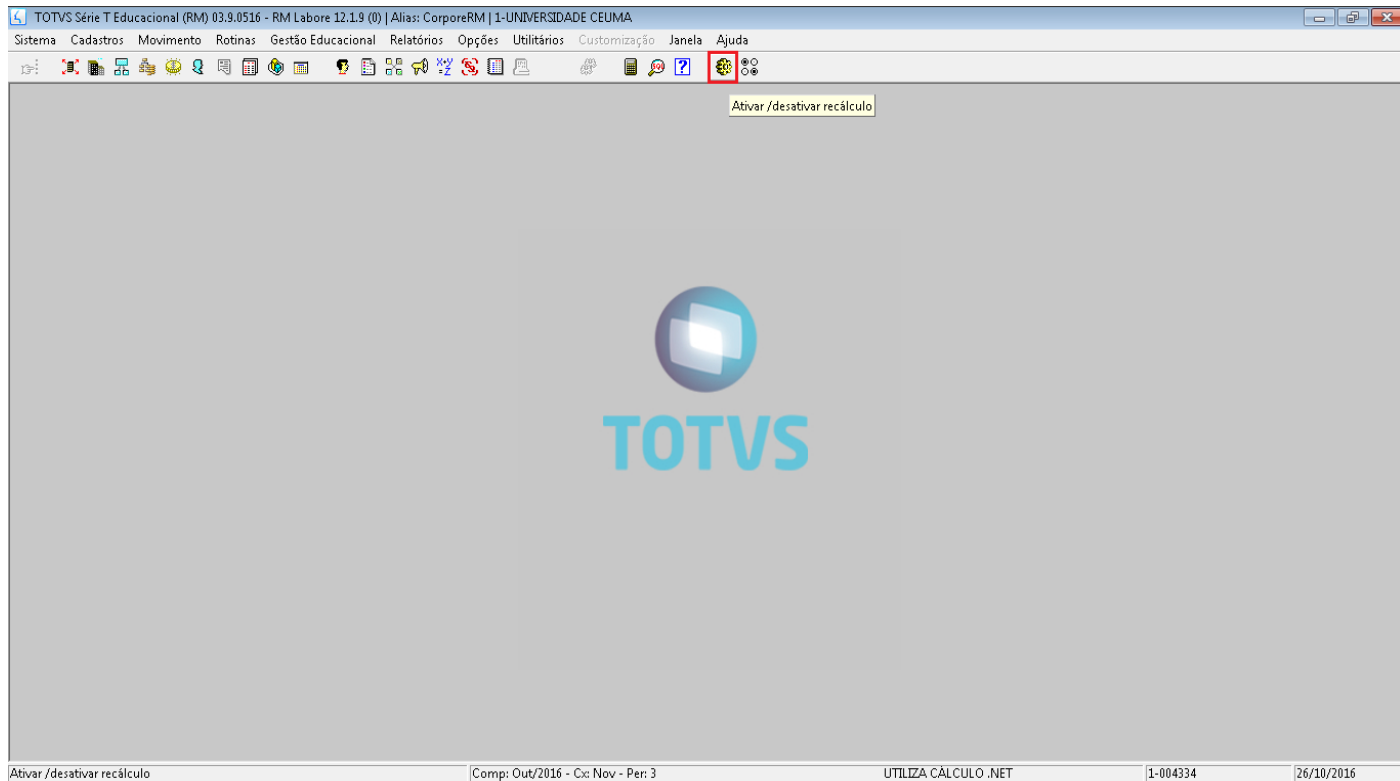 TOTVS Série T Educacional (RM) 03.9.0516 - RM Labore 12.1.9 (0) | Alias: CorporeRM | 1-UNIVERSIDADE CEUMA
Sistema Cadastros Movimento Rotinas Gestão Educacional Relatórios Opções Utilitários Customização Janela Ajuda
Ativar /desativar recálculo
TOTVS
Ativar /desativar recálculo Comp: Out/2016 - Cx: Nov - Per: 3 UTILIZA CÁLCULO .NET 1-004334 26/10/2016